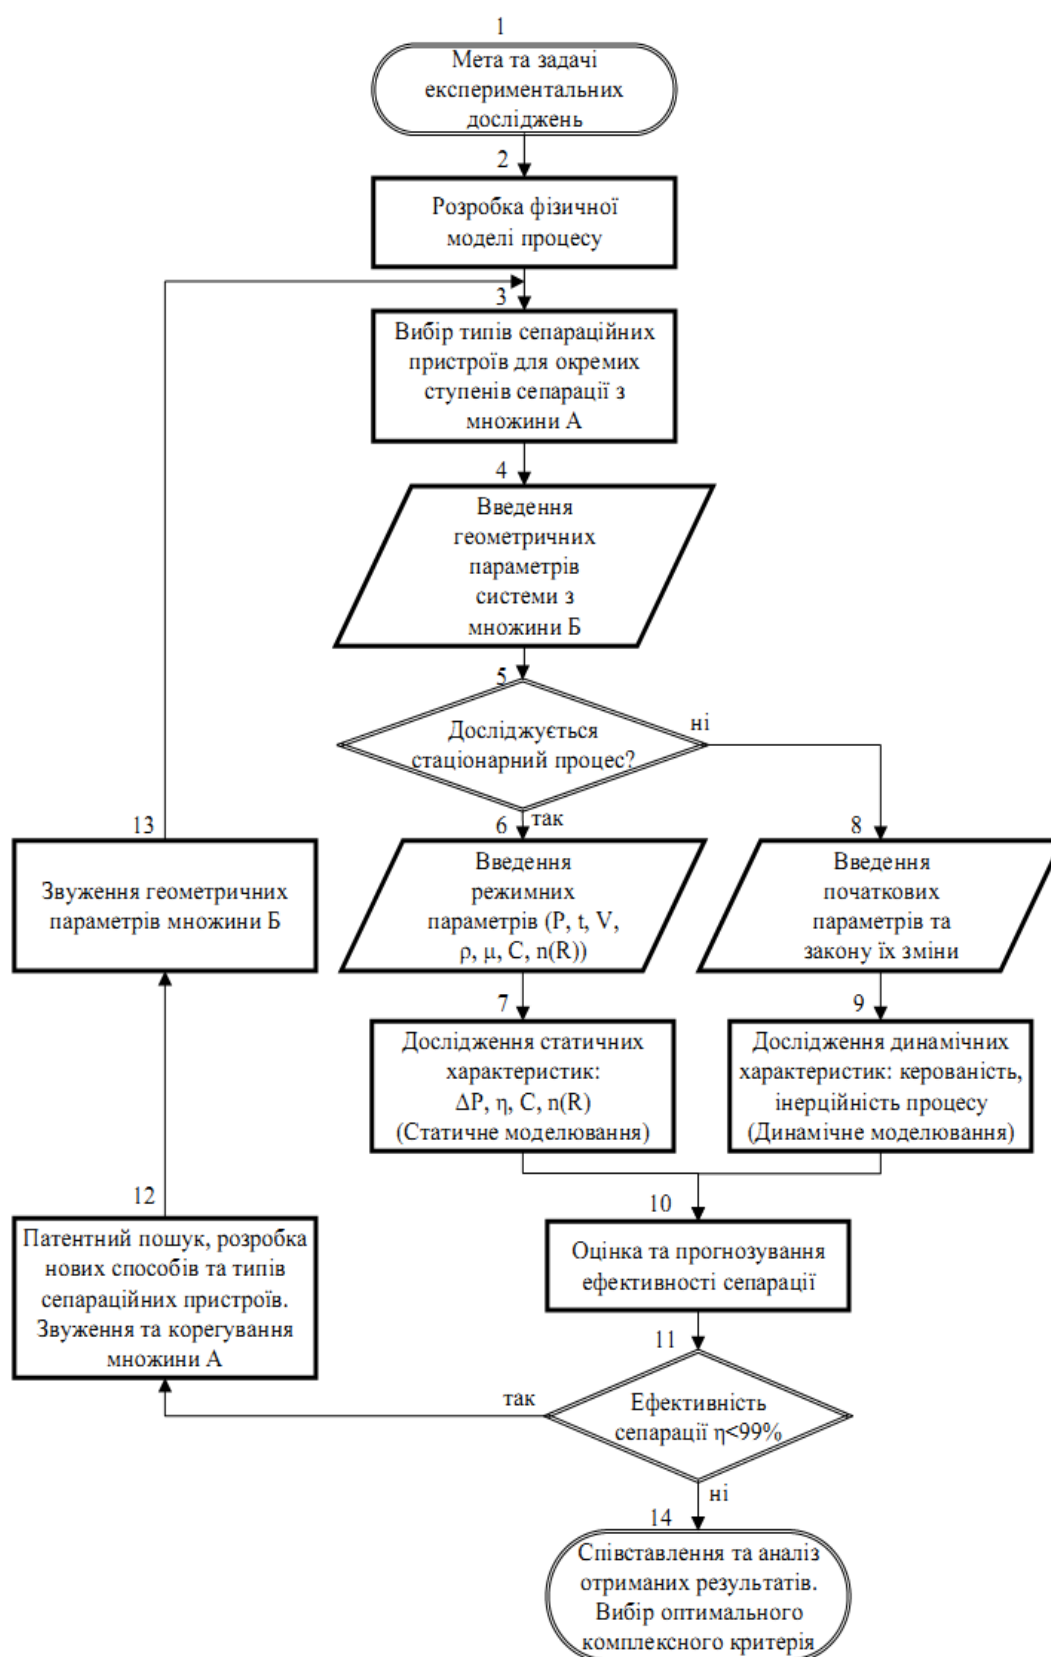 1
Мета та задачі
експериментальних
досліджень
2
Розробка фізичної
моделі процесу
3
Вибір типів сепараційних
пристроїв для окремих
ступенів сепарації з
множини А
4
Введення
геометричних
параметрів
системи з
множини Б
5
Досліджується
стаціонарний процес?
ні
так
6
Введення
режимних
параметрів (P, t, V,
ρ, μ, C, n(R))
8
Введення
початкових
параметрів та
закону їх зміни
13
Звуження геометричних
параметрів множини Б
7
Дослідження статичних
характеристик:
ΔP, η, C, n(R)
(Статичне моделювання)
9
Дослідження динамічних
характеристик: керованість,
інерційність процесу
(Динамічне моделювання)
12
Патентний пошук, розробка
нових способів та типів
сепараційних пристроїв.
Звуження та корегування
множини А
10
Оцінка та прогнозування
ефективності сепарації
11
Ефективність
сепарації η<99%
так
ні
14
Співставлення та аналіз
отриманих результатів.
Вибір оптимального
комплексного критерія